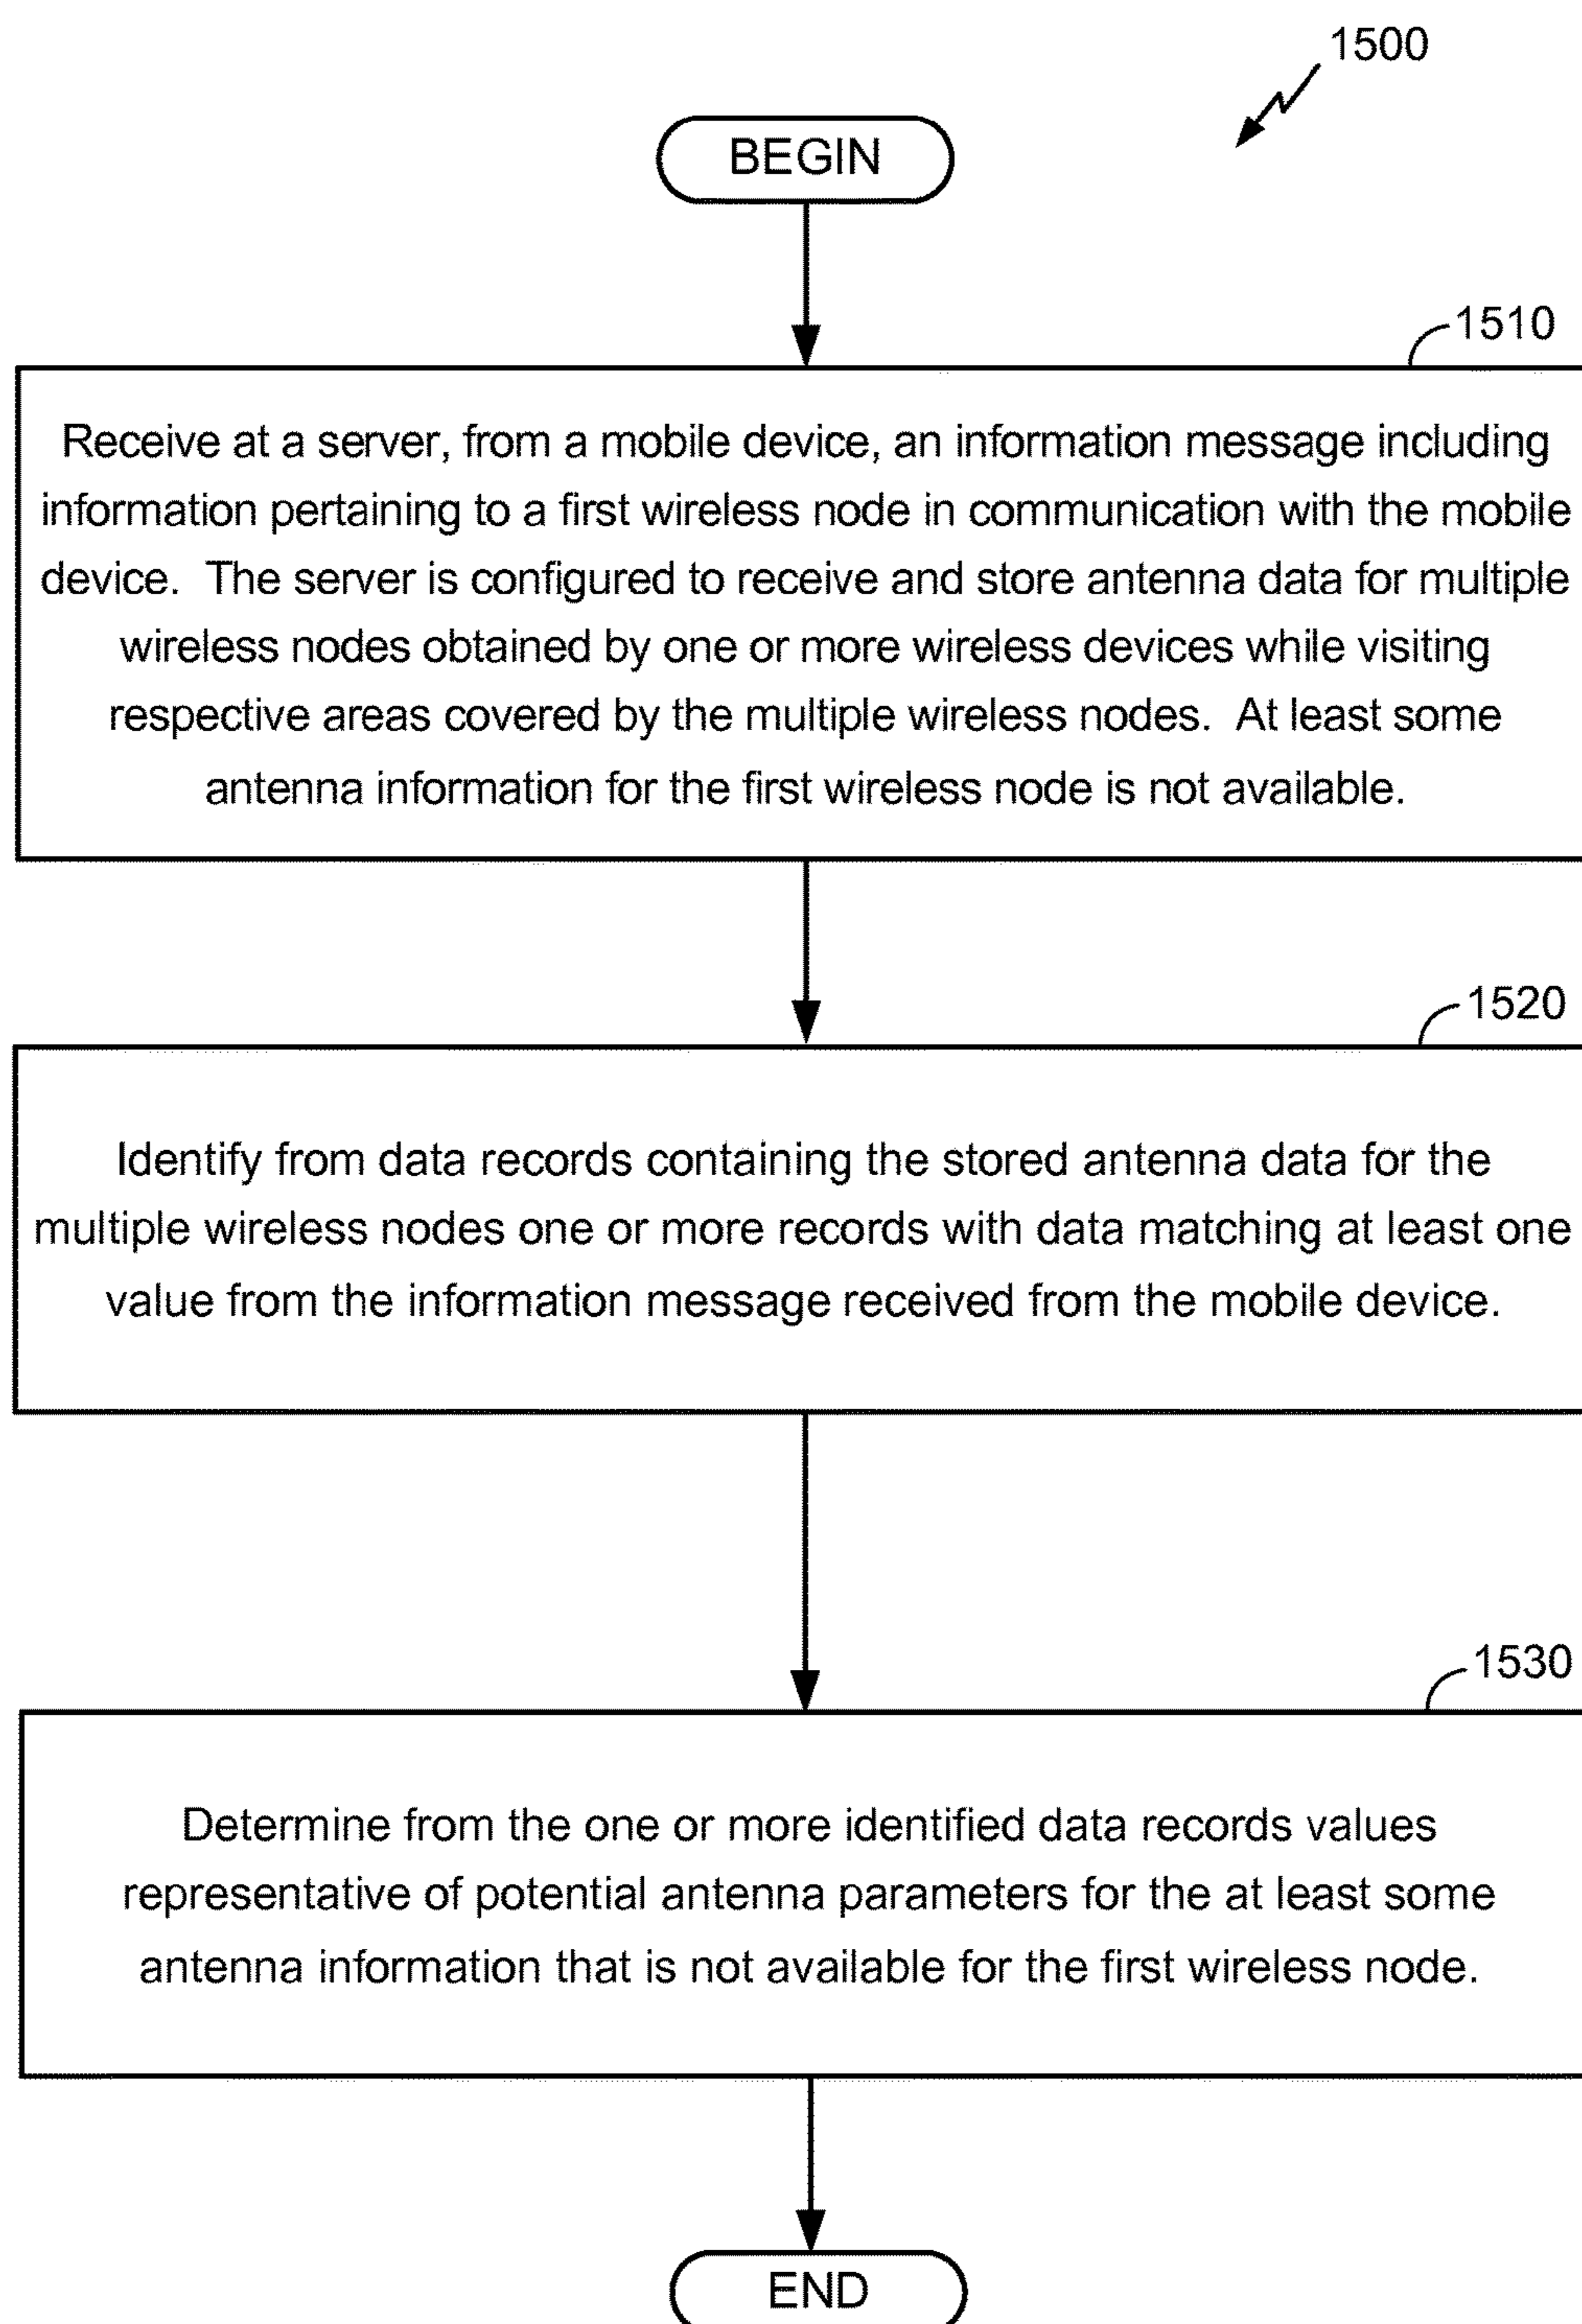 1500
BEGIN
1510
Receive at a server, from a mobile device, an information message including
information pertaining to a first wireless node in communication with the mobile
device.  The server is configured to receive and store antenna data for multiple
wireless nodes obtained by one or more wireless devices while visiting
respective areas covered by the multiple wireless nodes.  At least some
antenna information for the first wireless node is not available.
1520
Identify from data records containing the stored antenna data for the
multiple wireless nodes one or more records with data matching at least one
value from the information message received from the mobile device.
1530
Determine from the one or more identified data records values
representative of potential antenna parameters for the at least some
antenna information that is not available for the first wireless node.
END